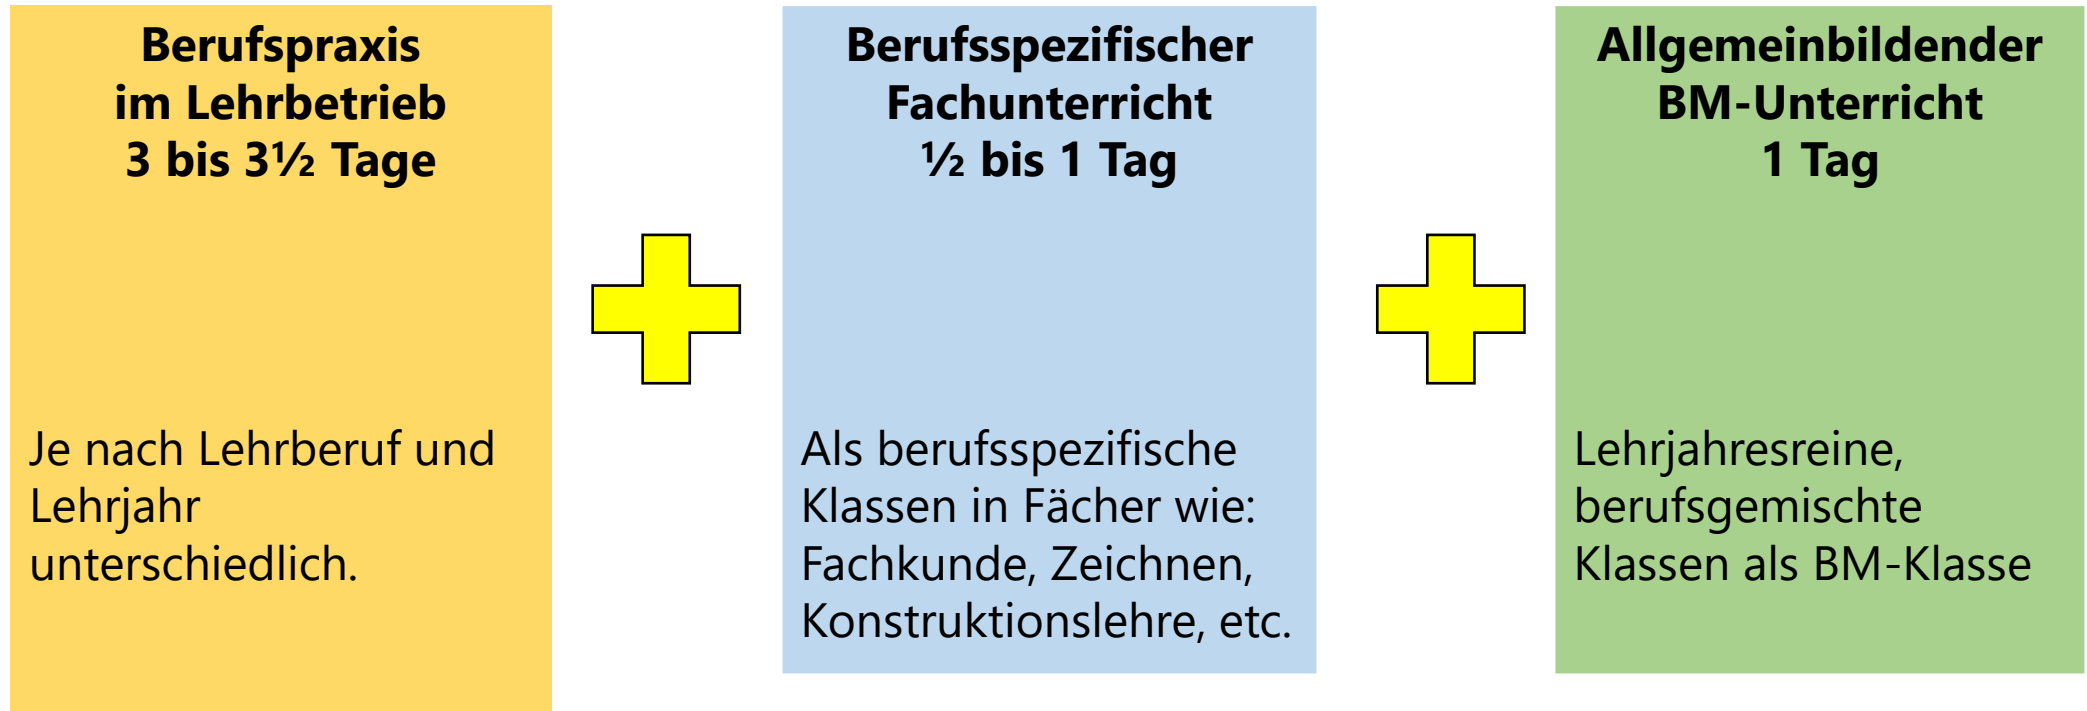 Berufspraxis
im Lehrbetrieb
3 bis 3½ Tage
Je nach Lehrberuf und
Lehrjahr
unterschiedlich.
Berufsspezifischer
Fachunterricht
½ bis 1 Tag
Als berufsspezifische
Klassen in Fächer wie:
Fachkunde, Zeichnen,
Konstruktionslehre, etc.
Allgemeinbildender
BM-Unterricht
1 Tag
Lehrjahresreine,
berufsgemischte
Klassen als BM-Klasse